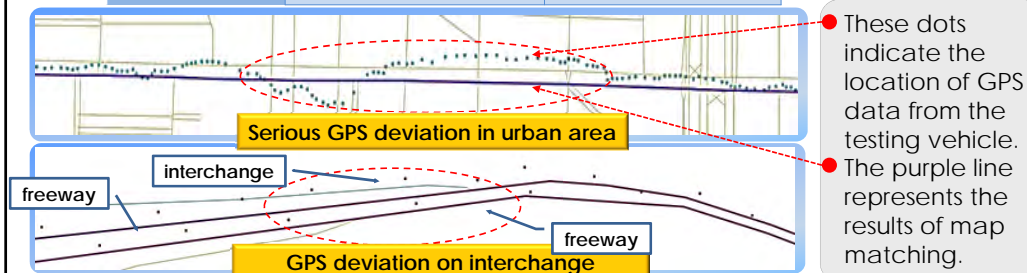 Serious GPS deviation in urban area
interchange
freeway
freeway
GPS deviation on interchange
These dots
indicate the
location of GPS
data from the
testing vehicle.
The purple line
represents the
results of map
matching.